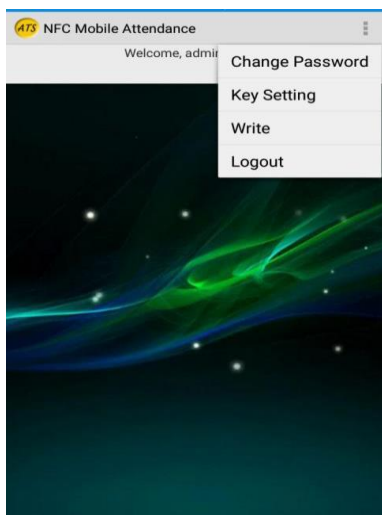 ATS NFC Mobile Attendance
Welcome, admi
Change Password
Key Setting
Write
Logout